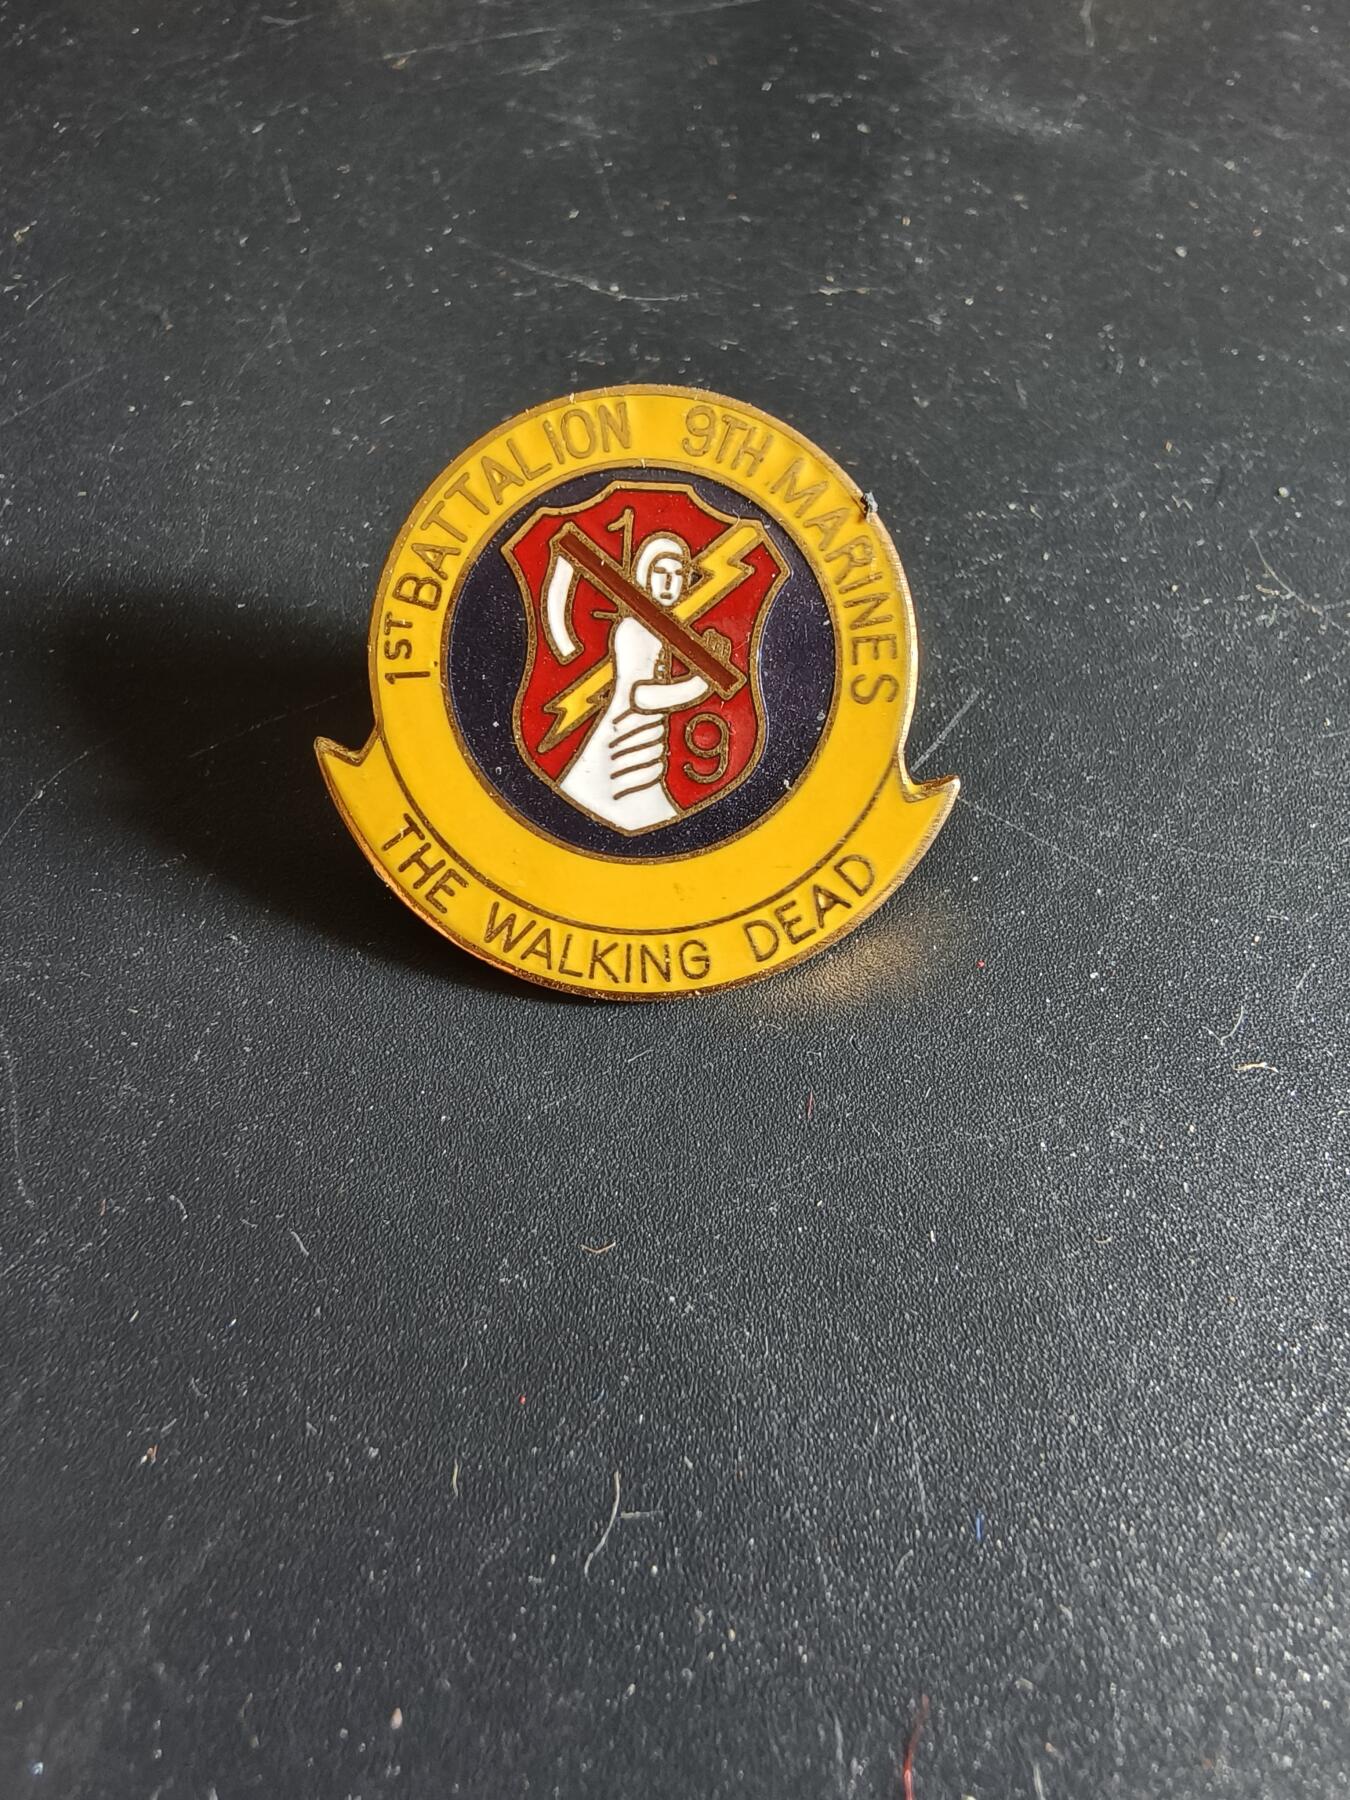 1ST BATTALION 9TH MARINES
1
9
THE WALKING DEAD